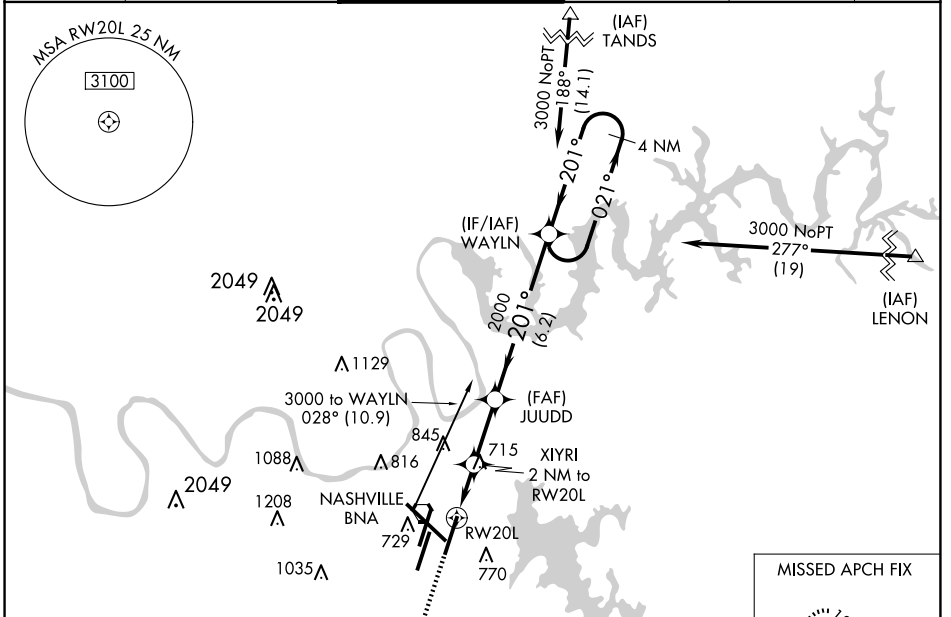 MSA RW20L 25 NM
3100
(IAF)
TANDS
3000 NoPT
188°
(14.1)
201°
4 NM
021°
(IF/IAF)
WAYLN
3000 NoPT
277°
(19)
(IAF)
LENON
2049
2049
2000
201°
(6.2)
1129
3000 to WAYLN
028° (10.9)
(FAF)
JUUDD
845
715
XIYRI
2 NM to
RW20L
1088
816
2049
1208
NASHVILLE
BNA
729
RW20L
770
1035
MISSED APCH FIX